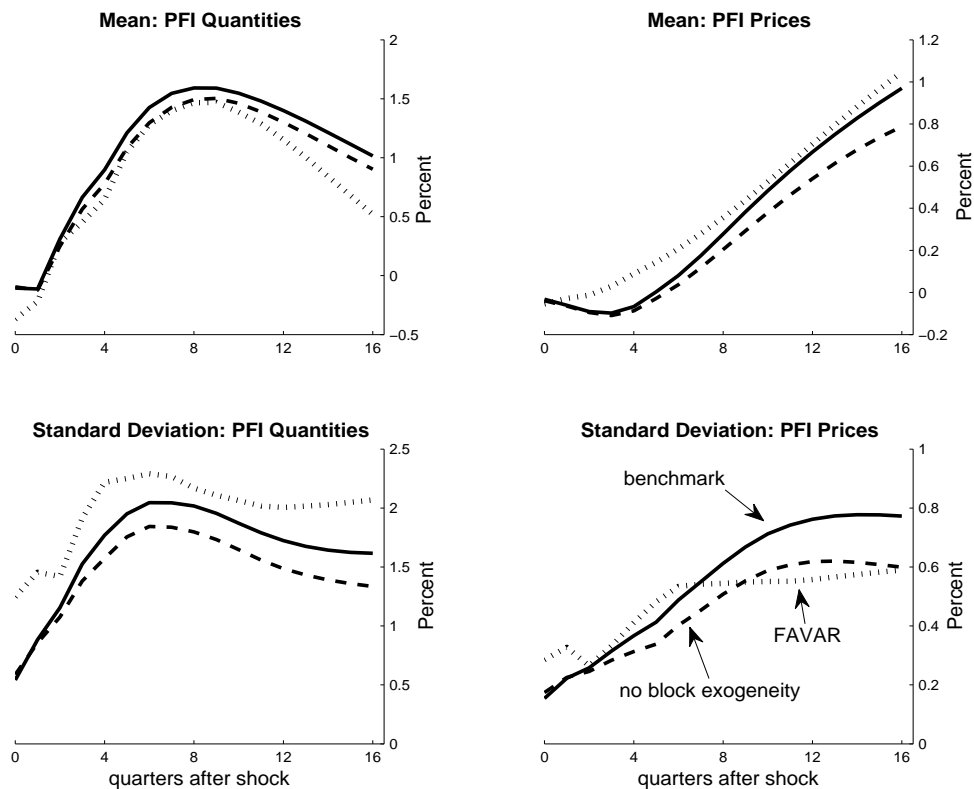 Mean: PFI Quantities
2
1.5
1
0.5
0
−0.5
Percent
0 4 8 12 16
Mean: PFI Prices
1.2
1
0.8
0.6
0.4
0.2
0
−0.2
Percent
0 4 8 12 16
Standard Deviation: PFI Quantities
2.5
2
1.5
1
0.5
0
Percent
0 4 8 12 16
quarters after shock
Standard Deviation: PFI Prices
1
0.8
0.6
0.4
0.2
0
Percent
benchmark
FAVAR
no block exogeneity
0 4 8 12 16
quarters after shock